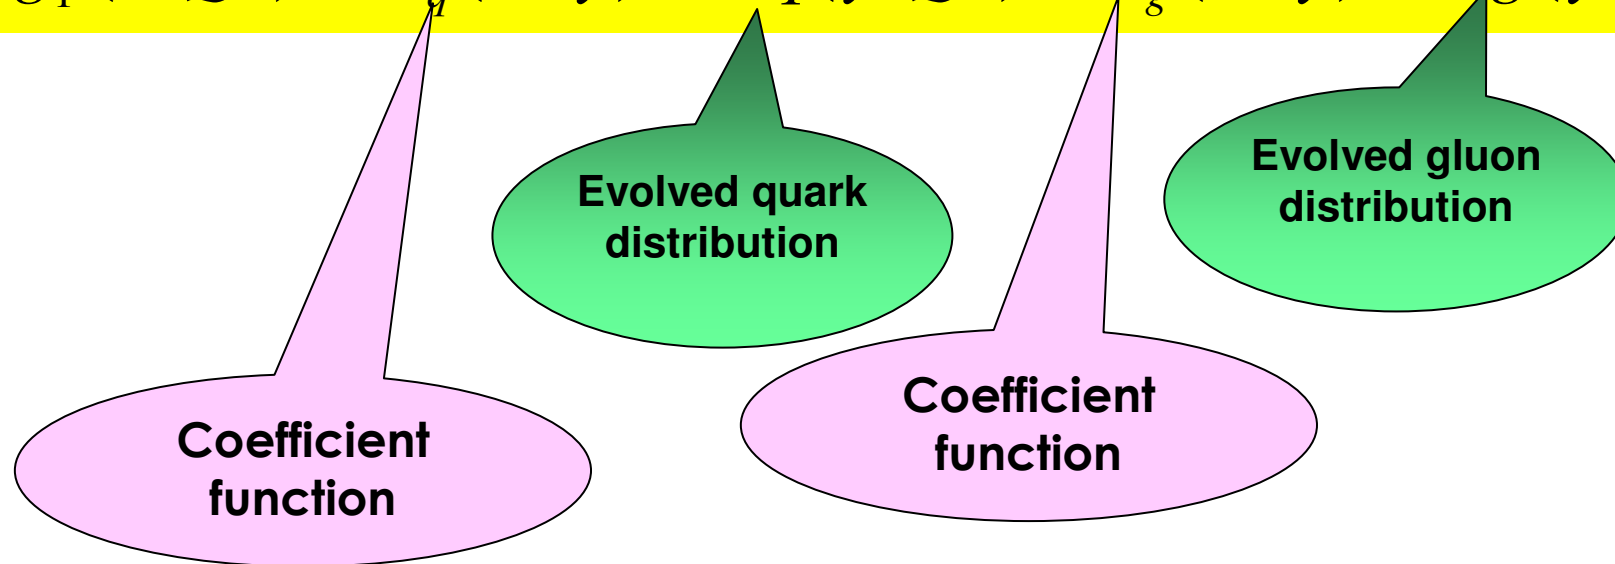 Evolved gluon
distribution
Evolved quark
distribution
Coefficient
function
Coefficient
function